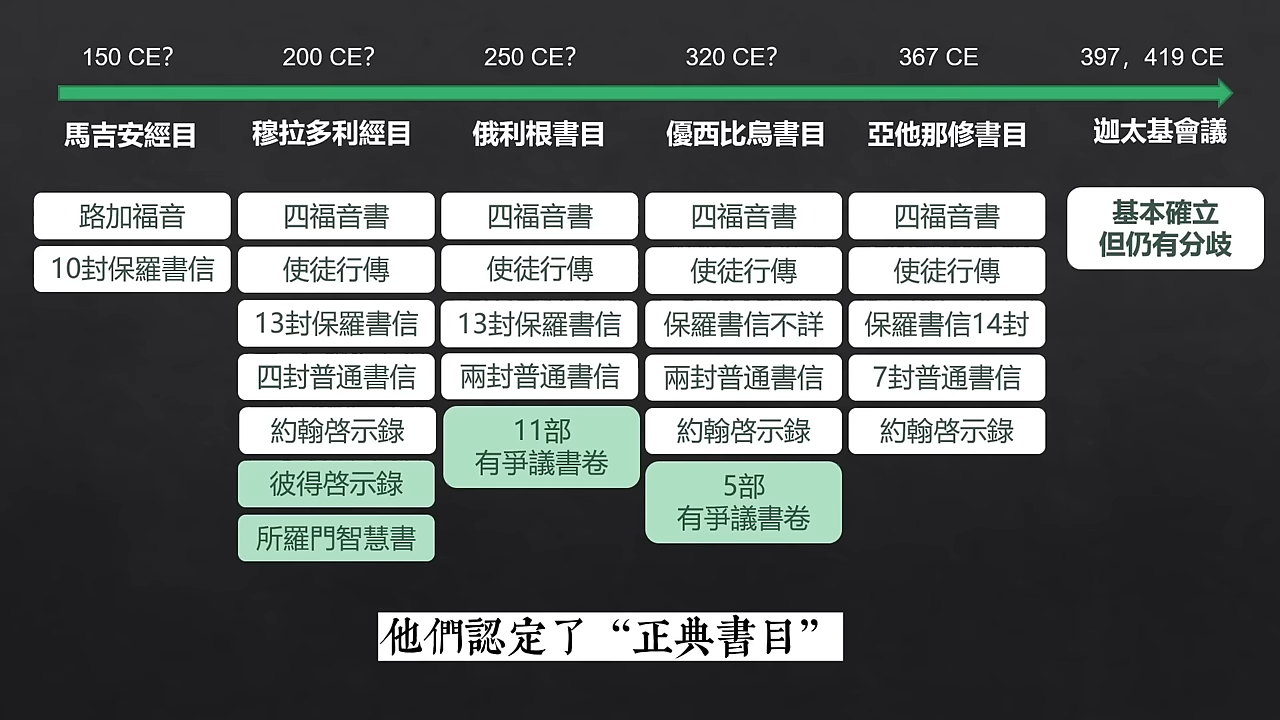 150 CE?
200 CE?
250 CE?
320 CE?
367 CE
397，419 CE
馬吉安經目
穆拉多利經目
俄利根書目
優西比烏書目
亞他那修書目
迦太基會議
路加福音
10封保羅書信
四福音書
使徒行傳
13封保羅書信
四封普通書信
約翰啓示錄
彼得啓示錄
所羅門智慧書
四福音書
使徒行傳
13封保羅書信
兩封普通書信
11部
有爭議書卷
四福音書
使徒行傳
保羅書信不詳
兩封普通書信
約翰啓示錄
5部
有爭議書卷
四福音書
使徒行傳
保羅書信14封
7封普通書信
約翰啓示錄
基本確立
但仍有分歧
他們認定了“正典書目”